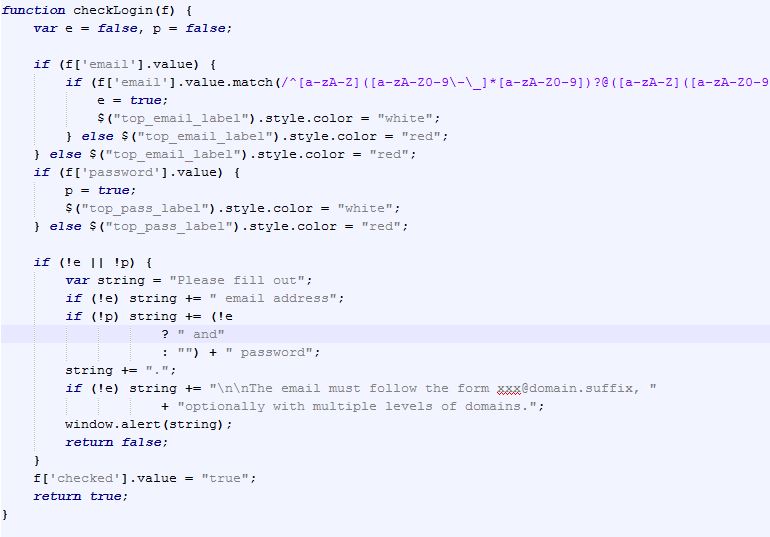 function checkLogin(f) {
    var e = false, p = false;

    if (f['email'].value) {
        if (f['email'].value.match(/^[a-zA-Z]([a-zA-Z0-9\-\_]*[a-zA-Z0-9])?@([a-zA-Z]([a-zA-Z0-9
            e = true;
            $("top_email_label").style.color = "white";
        } else $("top_email_label").style.color = "red";
    } else $("top_email_label").style.color = "red";
    if (f['password'].value) {
        p = true;
        $("top_pass_label").style.color = "white";
    } else $("top_pass_label").style.color = "red";

    if (!e || !p) {
        var string = "Please fill out";
        if (!e) string += " email address";
        if (!p) string += (!e
                    ? " and"
                    : "") + " password";
        string += ".";
        if (!e) string += "\n\nThe email must follow the form xxx@domain.suffix, "
                    + "optionally with multiple levels of domains.";
        window.alert(string);
        return false;
    }
    f['checked'].value = "true";
    return true;
}